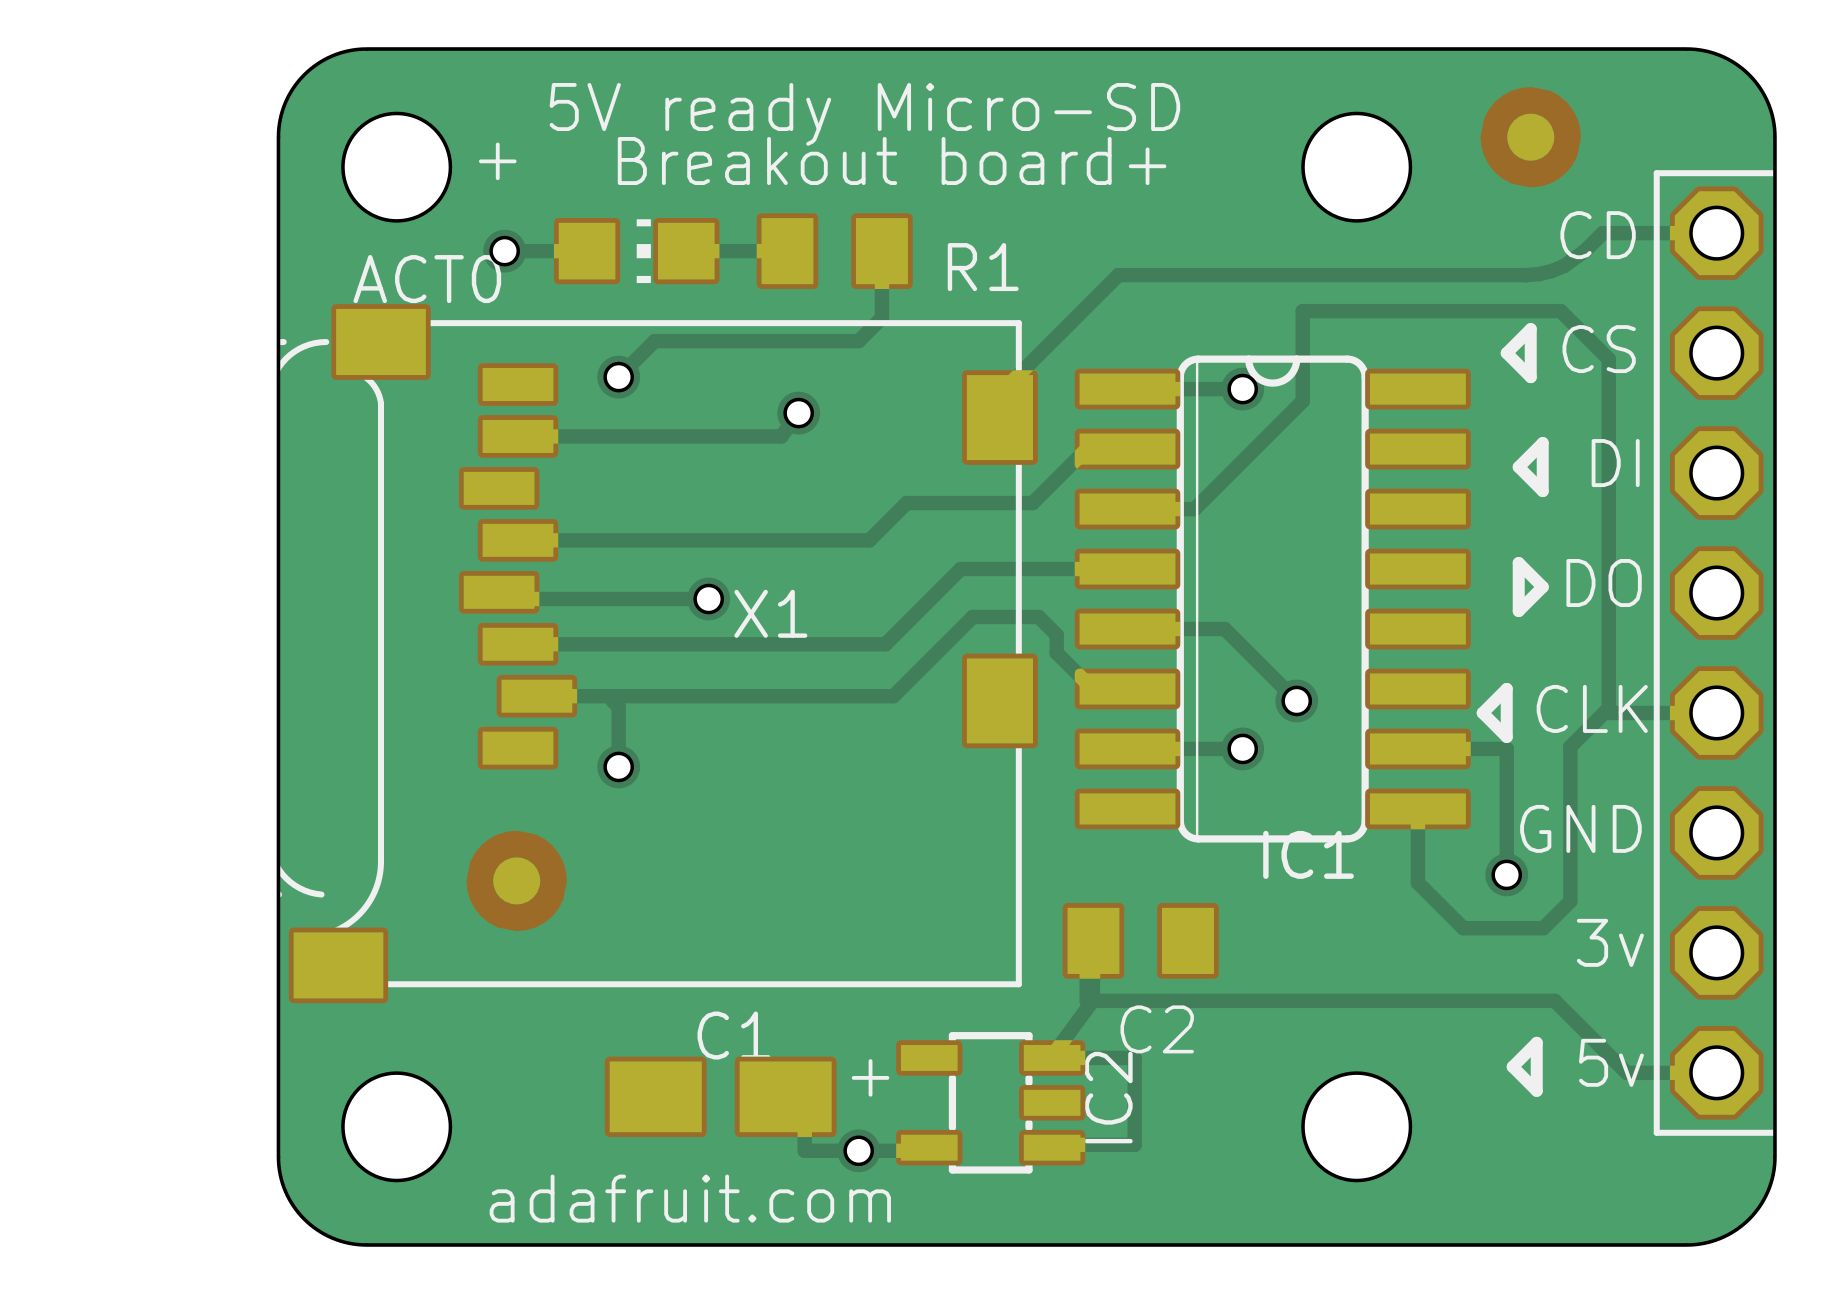 5V ready Micro-SD
Breakout board+
+
ACT0
R1
CD
CS
DI
X1
DO
CLK
GND
IC1
3v
C1
C2
+
IC2
5v
adafruit.com